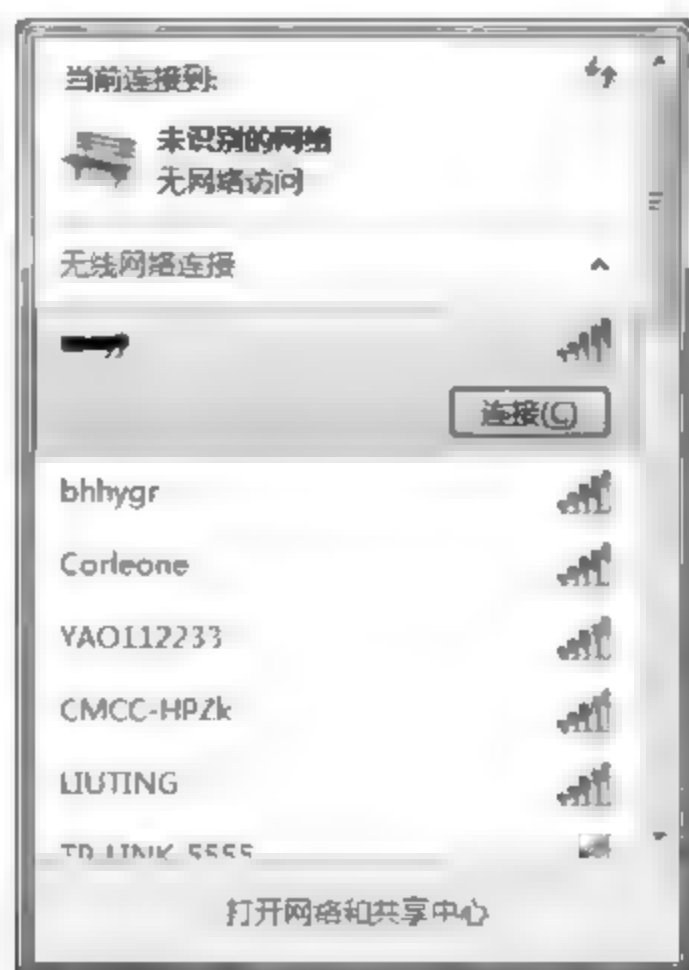 当前连接到:
未识别的网络
无网络访问
无线网络连接
连接(C)
bhhygr
Corleone
YAO112233
CMCC-HPZk
LIUTING
TP-LINK_5555
打开网络和共享中心